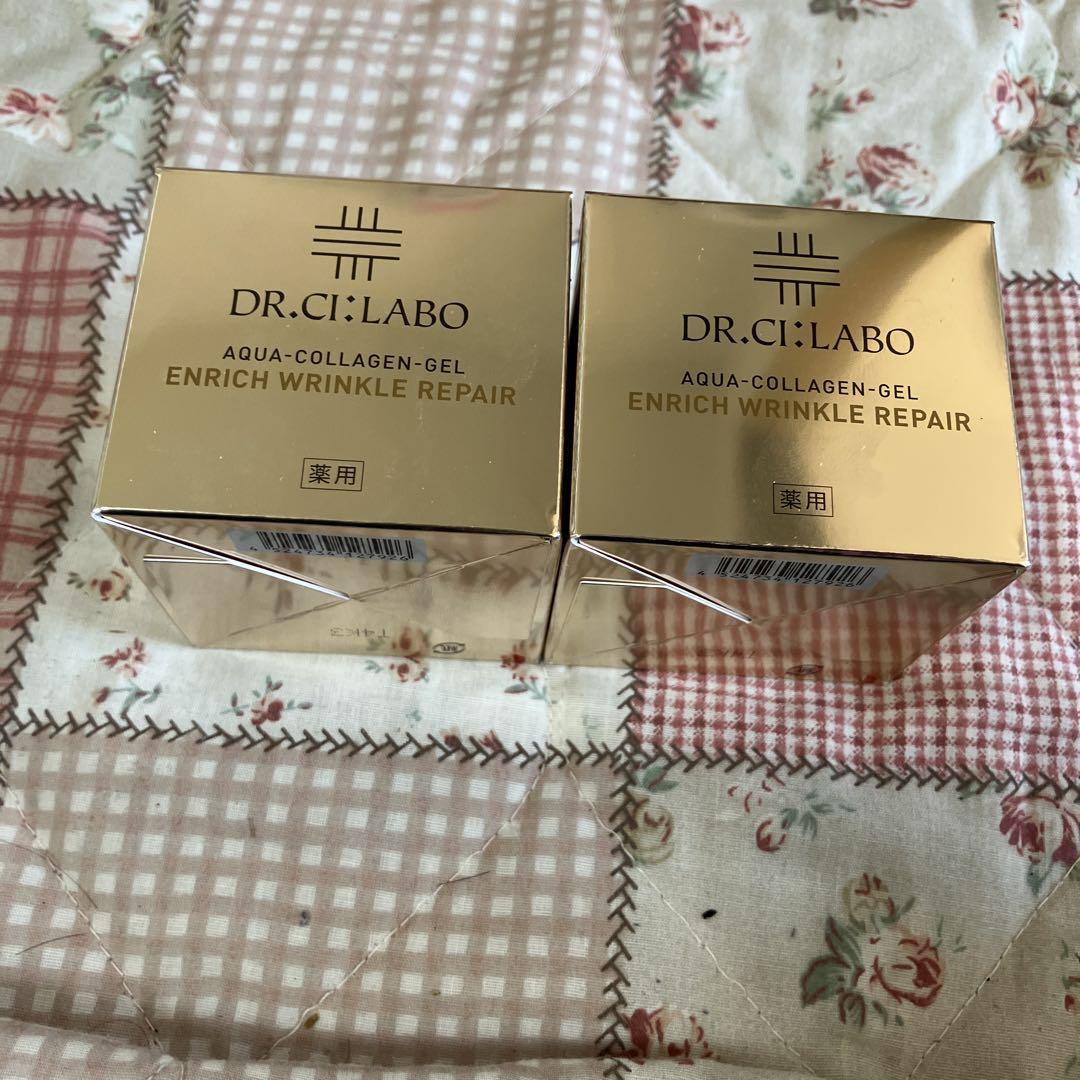 DR.CI:LABO
AQUA-COLLAGEN-GEL
ENRICH WRINKLE REPAIR
薬用
DR.CI:LABO
AQUA-COLLAGEN-GEL
ENRICH WRINKLE REPAIR
薬用
T4K3